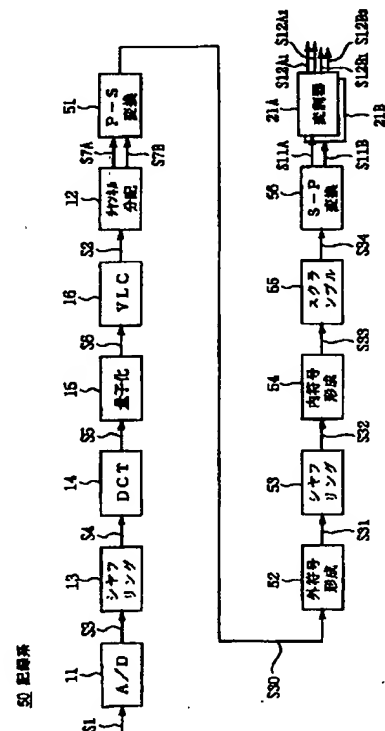 50 記録系
S1
11
A/D
S3
13
シャフ
リング
S4
14
DCT
S5
15
量子化
S6
16
VLC
S2
12
チヤンネル
分配
S7A
S7B
51
P-S
変換
S30
52
外符号
形成
S31
53
シャフ
リング
S32
54
内符号
形成
S33
55
スクラ
ンブル
S34
56
S-P
変換
S11A
S11B
21A
変調器
21B
S12A1
S12A2
S12B1
S12B2